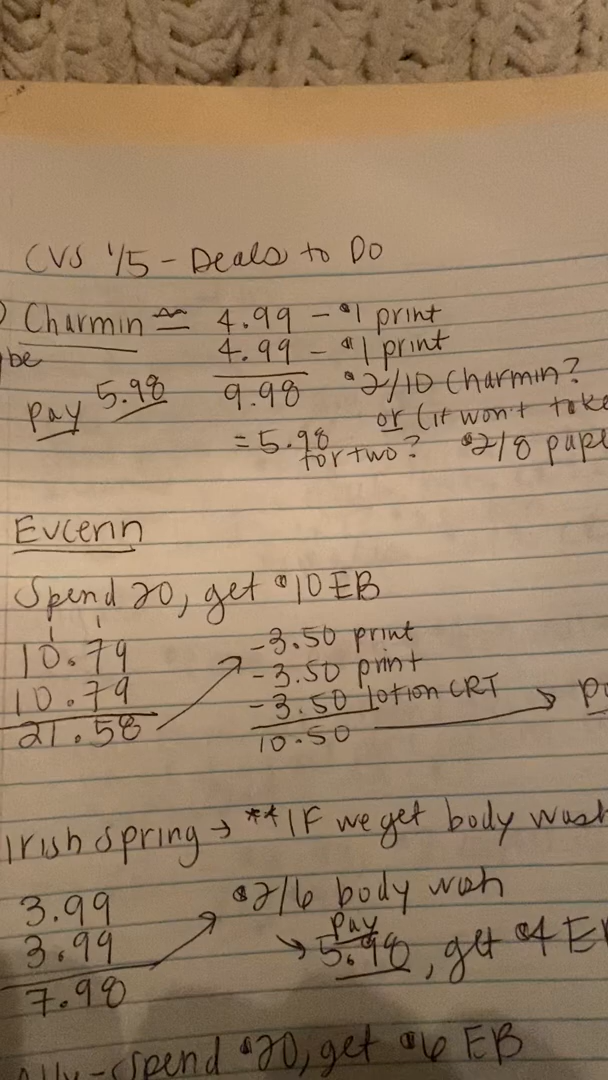 CVS 1/5 - Deals to Do
Charmin 4.99 - $1 print
be 4.99 - $1 print
pay 5.98 9.98 $2/10 Charmin?
or (it won't take
= 5.98 for two? $2/8
Eucerin
Spend 20, get $10 EB
10.79 -3.50 print
10.79 -3.50 print
21.58 -3.50 lotion CRT
10.50
Irish Spring → **IF we get body wash
3.99 $2/6 body wash
3.99 pay
7.98 → 5.98, get $4 EB
-spend $20, get $6 EB